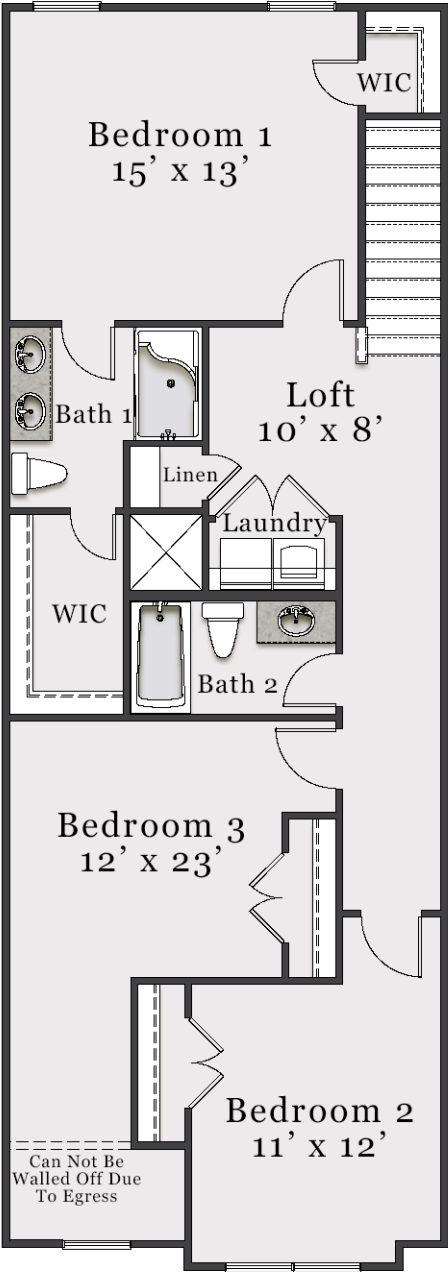 WIC
Bedroom 1
15’ x 13’
Loft
10’ x 8’
Bath 1
Linen
Laundry
WIC
Bath 2
Bedroom 3
12’ x 23’
Bedroom 2
11’ x 12’
Can Not Be
Walled Off Due
To Egress